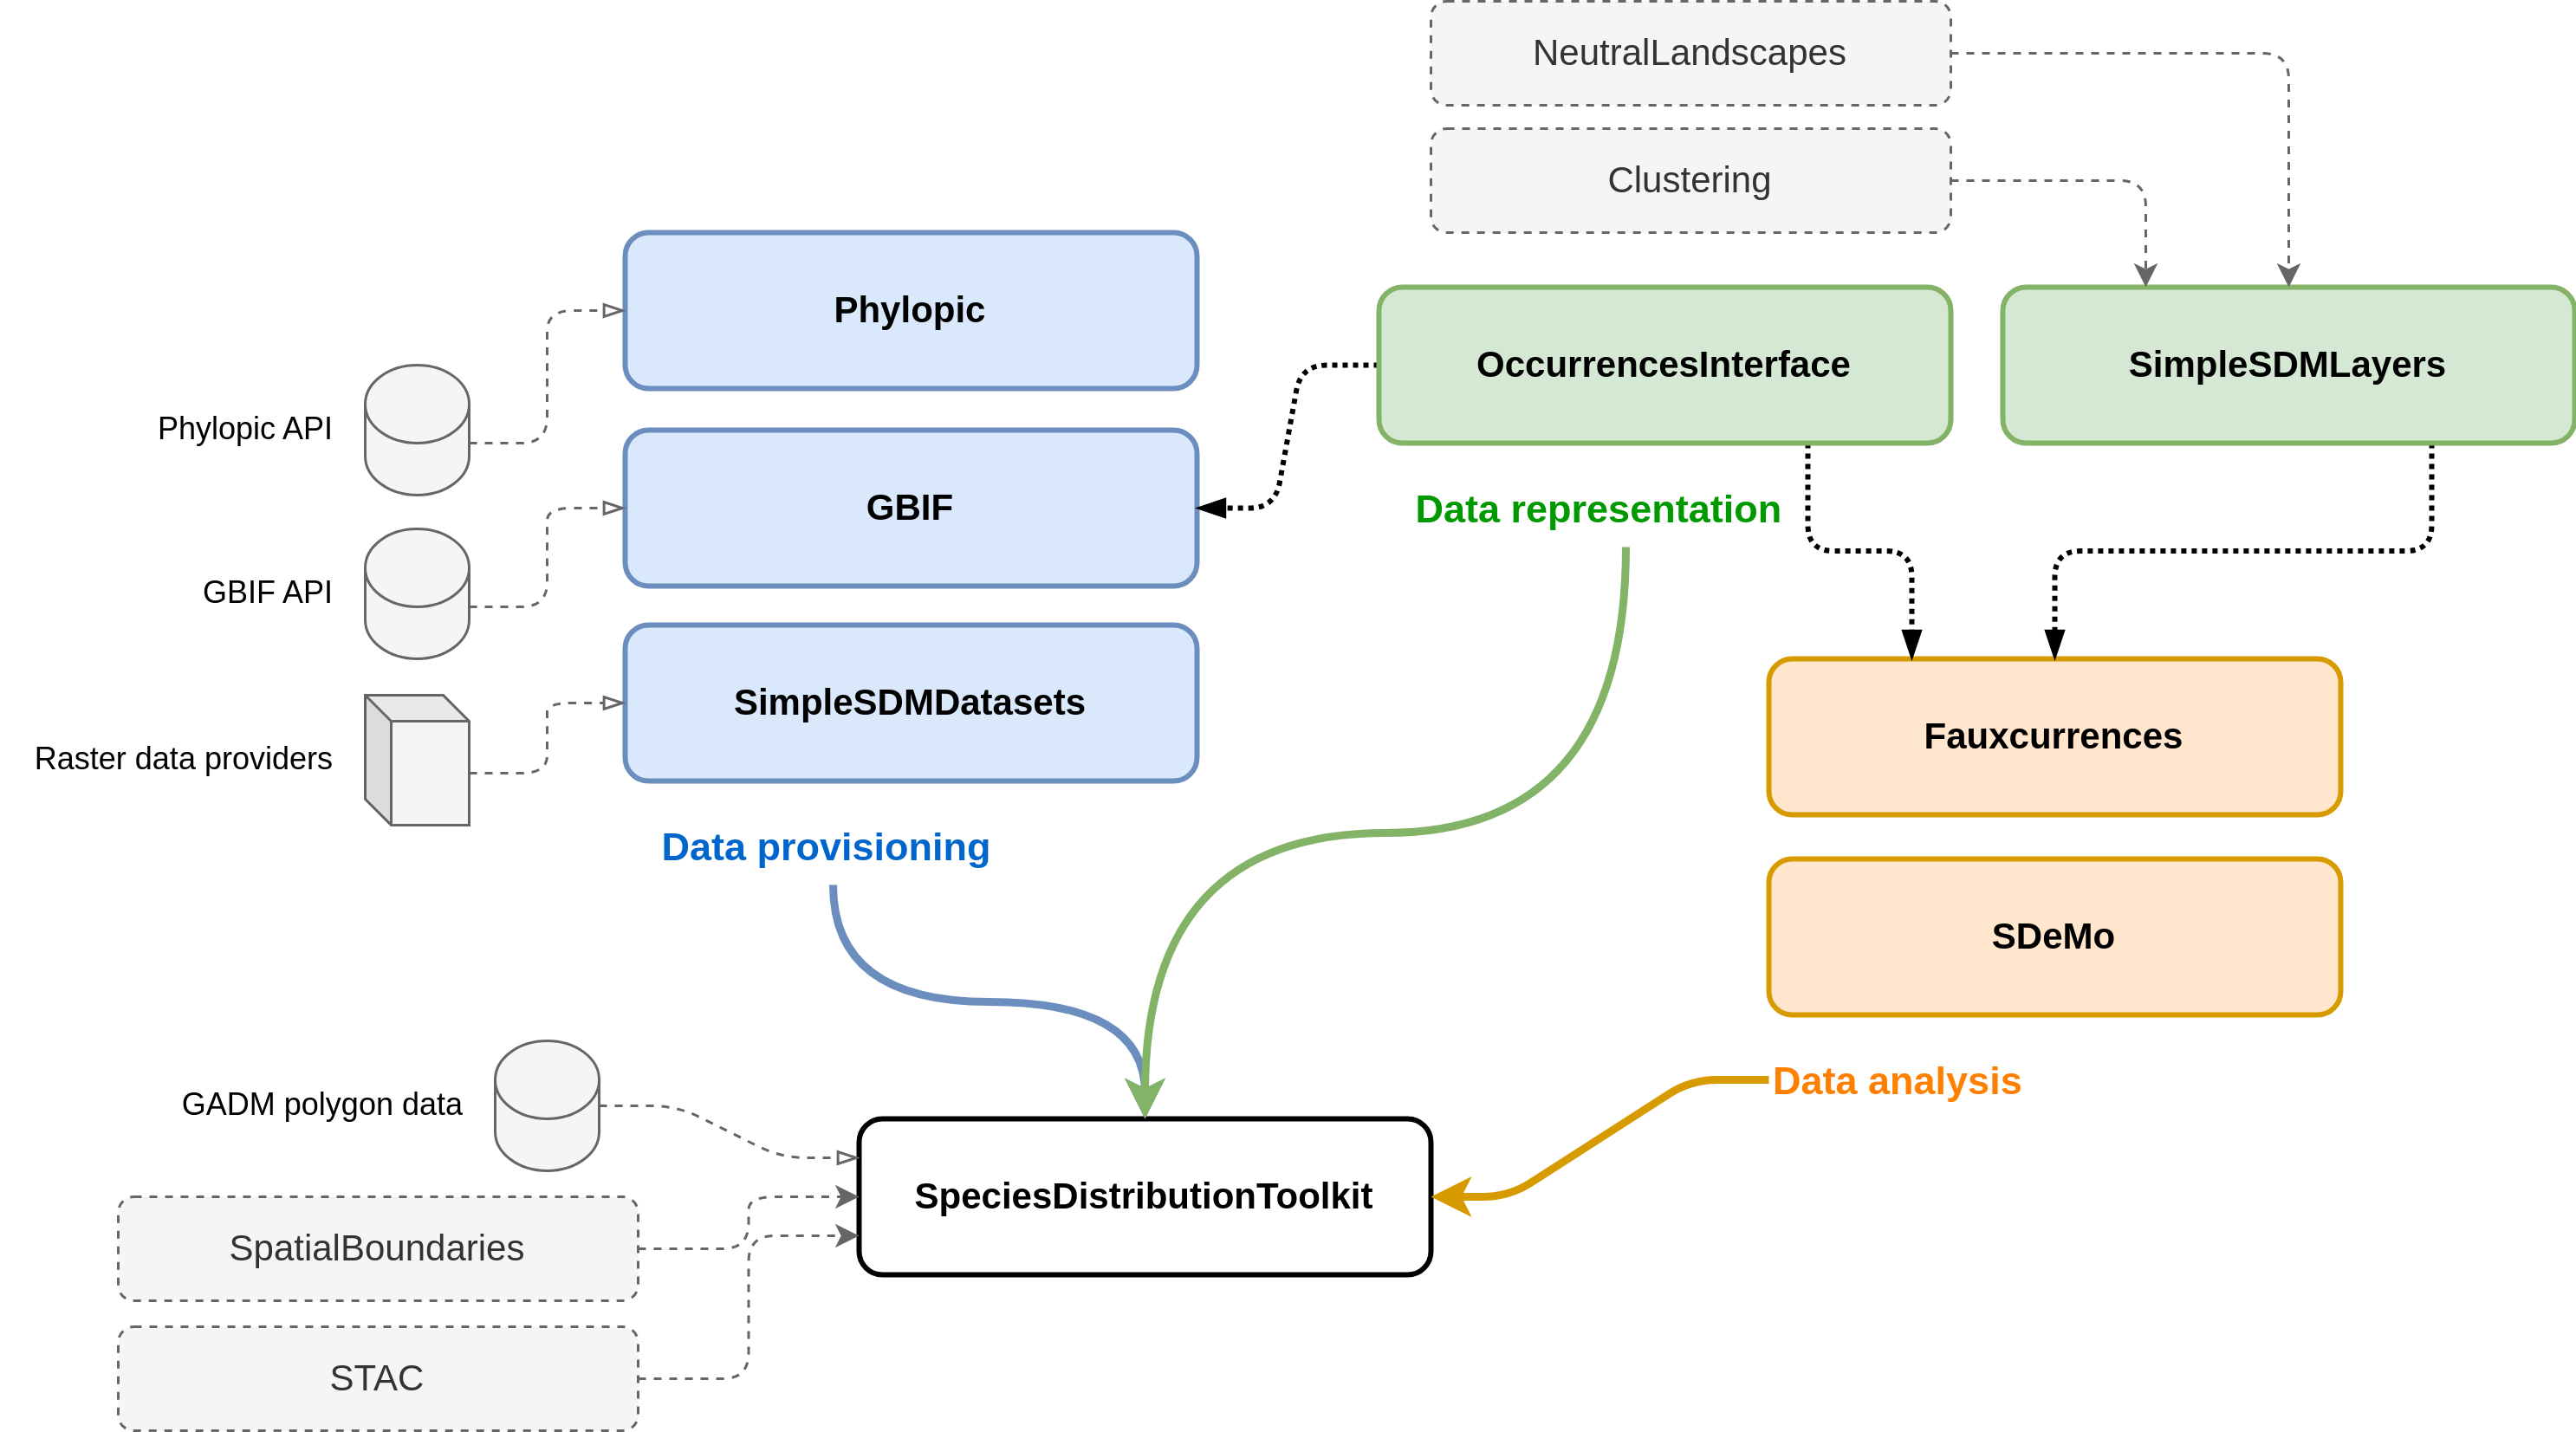 NeutralLandscapes
Clustering
Phylopic
OccurrencesInterface
SimpleSDMLayers
Phylopic API
GBIF
Data representation
GBIF API
SimpleSDMDatasets
Fauxcurrences
Raster data providers
Data provisioning
SDeMo
Data analysis
GADM polygon data
SpeciesDistributionToolkit
SpatialBoundaries
STAC